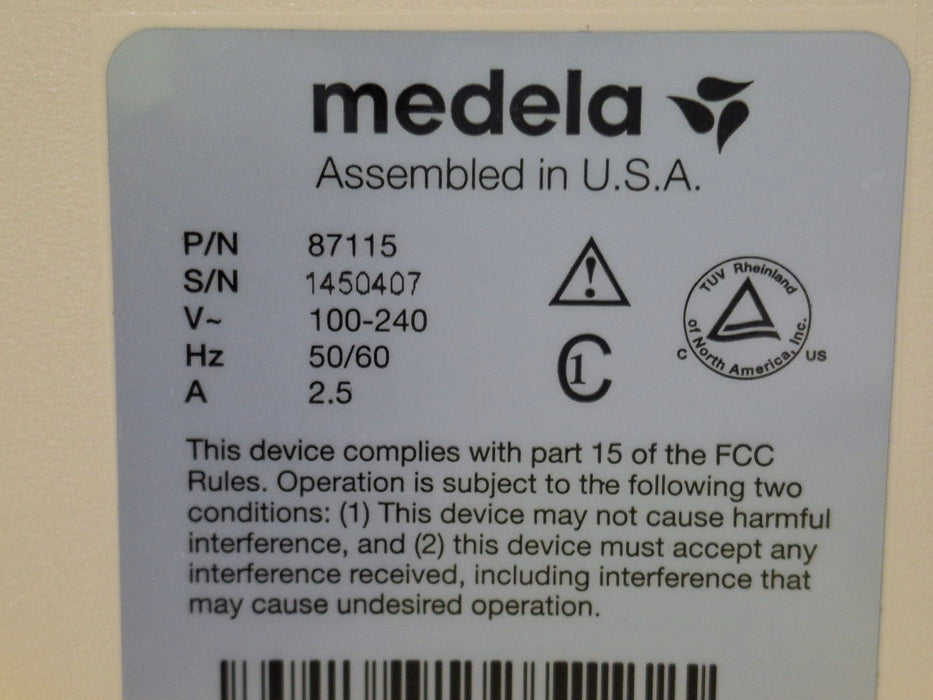 medela
Assembled in U.S.A.
P/N 87115
S/N 1450407
V~ 100-240
Hz 50/60
A 2.5
!
C1
TUV Rheinland
of North America, Inc.
C US
This device complies with part 15 of the FCC
Rules. Operation is subject to the following two
conditions: (1) This device may not cause harmful
interference, and (2) this device must accept any
interference received, including interference that
may cause undesired operation.